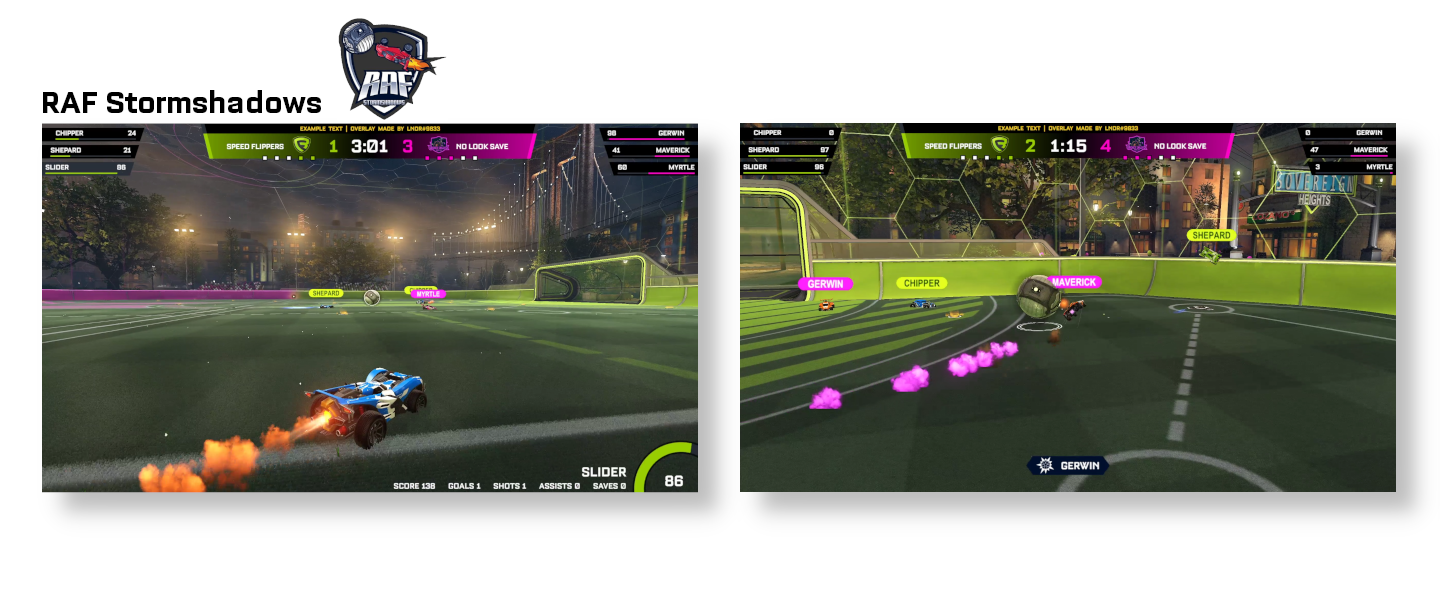 RAF Stormshadows
RAF
STORMSHADOWS
EXAMPLE TEXT | OVERLAY MADE BY LNDR#9833
CHIPPER 24
SHEPARD 21
SLIDER 86
SPEED FLIPPERS 1 3:01 3 NO LOOK SAVE
98 GERWIN
41 MAVERICK
60 MYRTLE
SHEPARD
MYRTLE
SLIDER
SCORE 138 GOALS 1 SHOTS 1 ASSISTS 0 SAVES 0
86
EXAMPLE TEXT | OVERLAY MADE BY LNDR#9833
CHIPPER 0
SHEPARD 97
SLIDER 96
SPEED FLIPPERS 2 1:15 4 NO LOOK SAVE
0 GERWIN
47 MAVERICK
3 MYRTLE
SOVEREIGN
HEIGHTS
SHEPARD
GERWIN
CHIPPER
MAVERICK
GERWIN